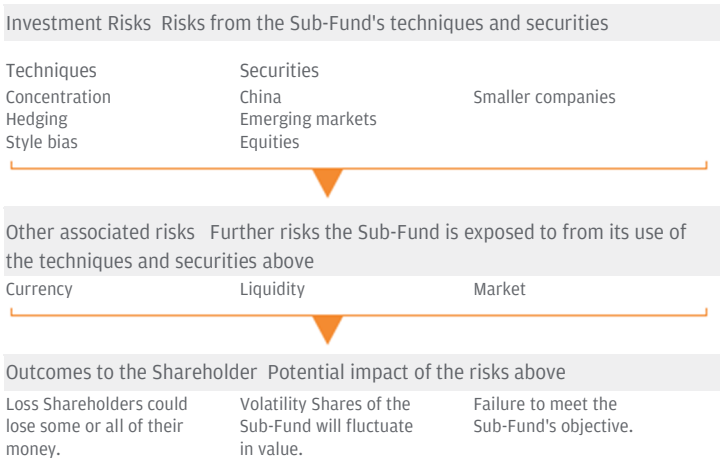 Investment Risks Risks from the Sub-Fund's techniques and securities
Techniques
Concentration
Hedging
Style bias
Securities
China
Emerging markets
Equities
Smaller companies
Other associated risks Further risks the Sub-Fund is exposed to from its use of
the techniques and securities above
Currency
Liquidity
Market
Outcomes to the Shareholder Potential impact of the risks above
Loss Shareholders could
lose some or all of their
money.
Volatility Shares of the
Sub-Fund will fluctuate
in value.
Failure to meet the
Sub-Fund's objective.